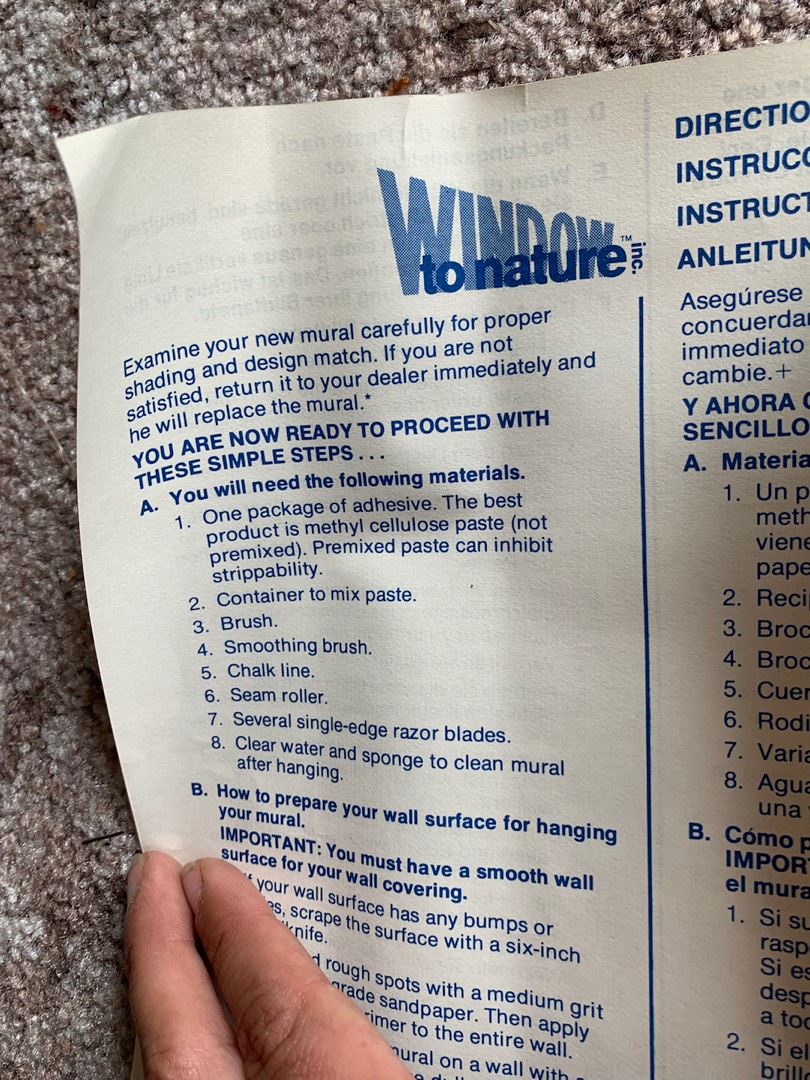 WINDOW
to nature™ inc.
Examine your new mural carefully for proper
shading and design match. If you are not
satisfied, return it to your dealer immediately and
he will replace the mural.*
YOU ARE NOW READY TO PROCEED WITH
THESE SIMPLE STEPS . . .
A. You will need the following materials.
1. One package of adhesive. The best
product is methyl cellulose paste (not
premixed). Premixed paste can inhibit
strippability.
2. Container to mix paste.
3. Brush.
4. Smoothing brush.
5. Chalk line.
6. Seam roller.
7. Several single-edge razor blades.
8. Clear water and sponge to clean mural
after hanging.
B. How to prepare your wall surface for hanging
your mural.
IMPORTANT: You must have a smooth wall
surface for your wall covering.
your wall surface has any bumps or
scrape the surface with a six-inch
knife.
rough spots with a medium grit
grade sandpaper. Then apply
primer to the entire wall.
mural on a wall with
DIRECTIO
INSTRUCC
INSTRUCT
ANLEITUN
Asegúrese
concuerda
immediato
cambie.+
Y AHORA
SENCILLO
A. Materia
1. Un p
meth
viene
pape
2. Recip
3. Broc
4. Broc
5. Cuer
6. Rodi
7. Varia
8. Agua
una
B. Cómo p
IMPOR
el mura
1. Si su
rasp
Si es
desp
a tod
2. Si el
brill